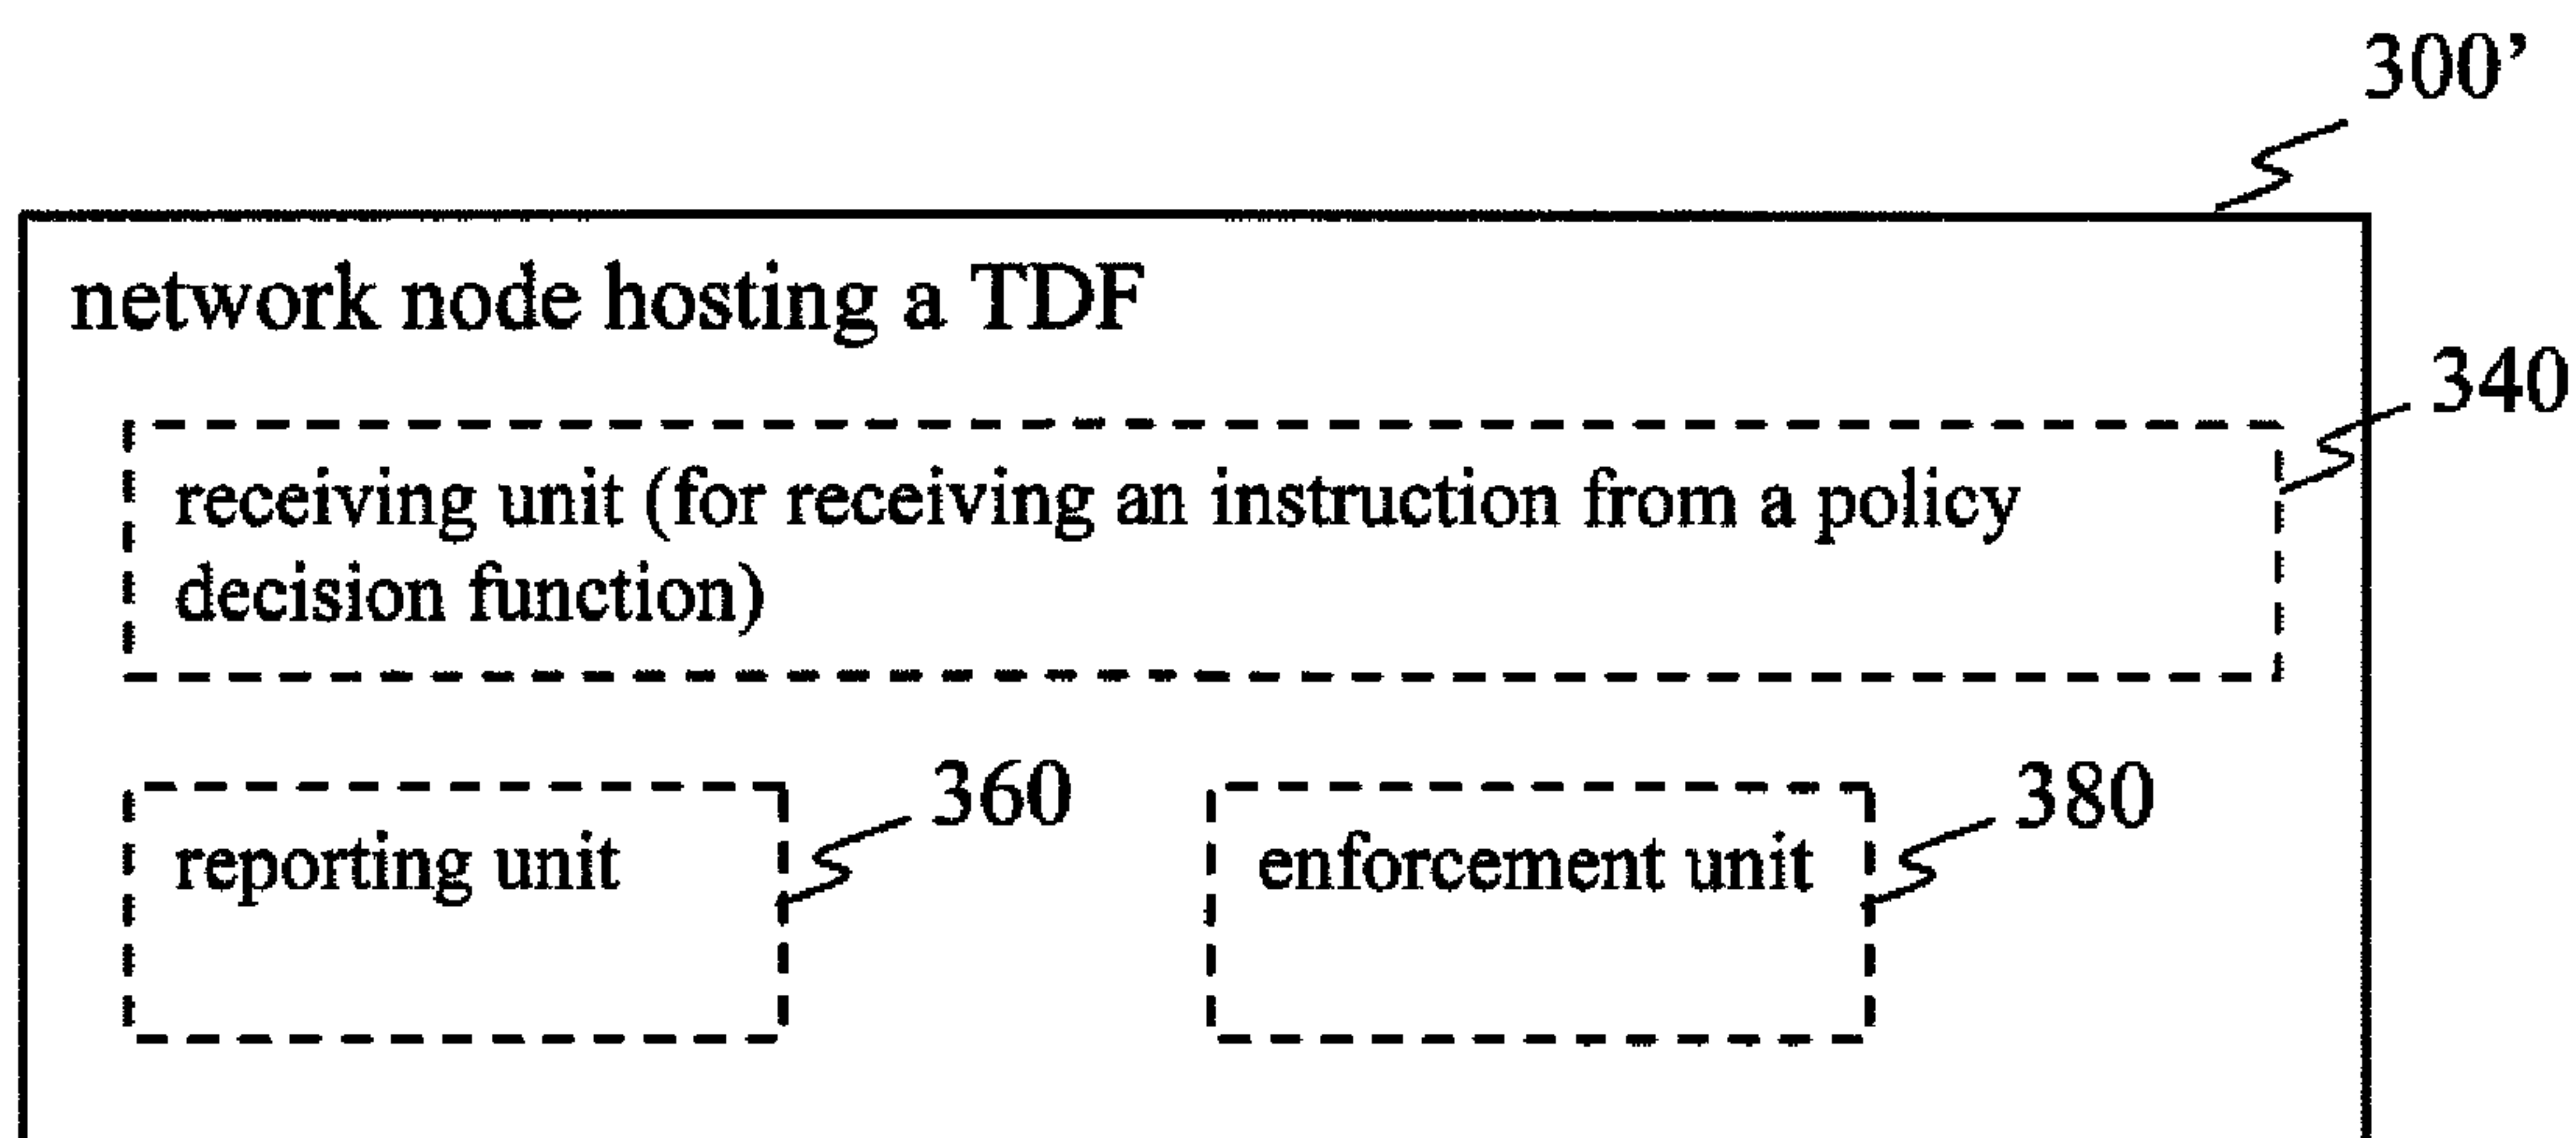 300’
network node hosting a TDF
340
receiving unit (for receiving an instruction from a policy
decision function)
360
reporting unit
380
enforcement unit